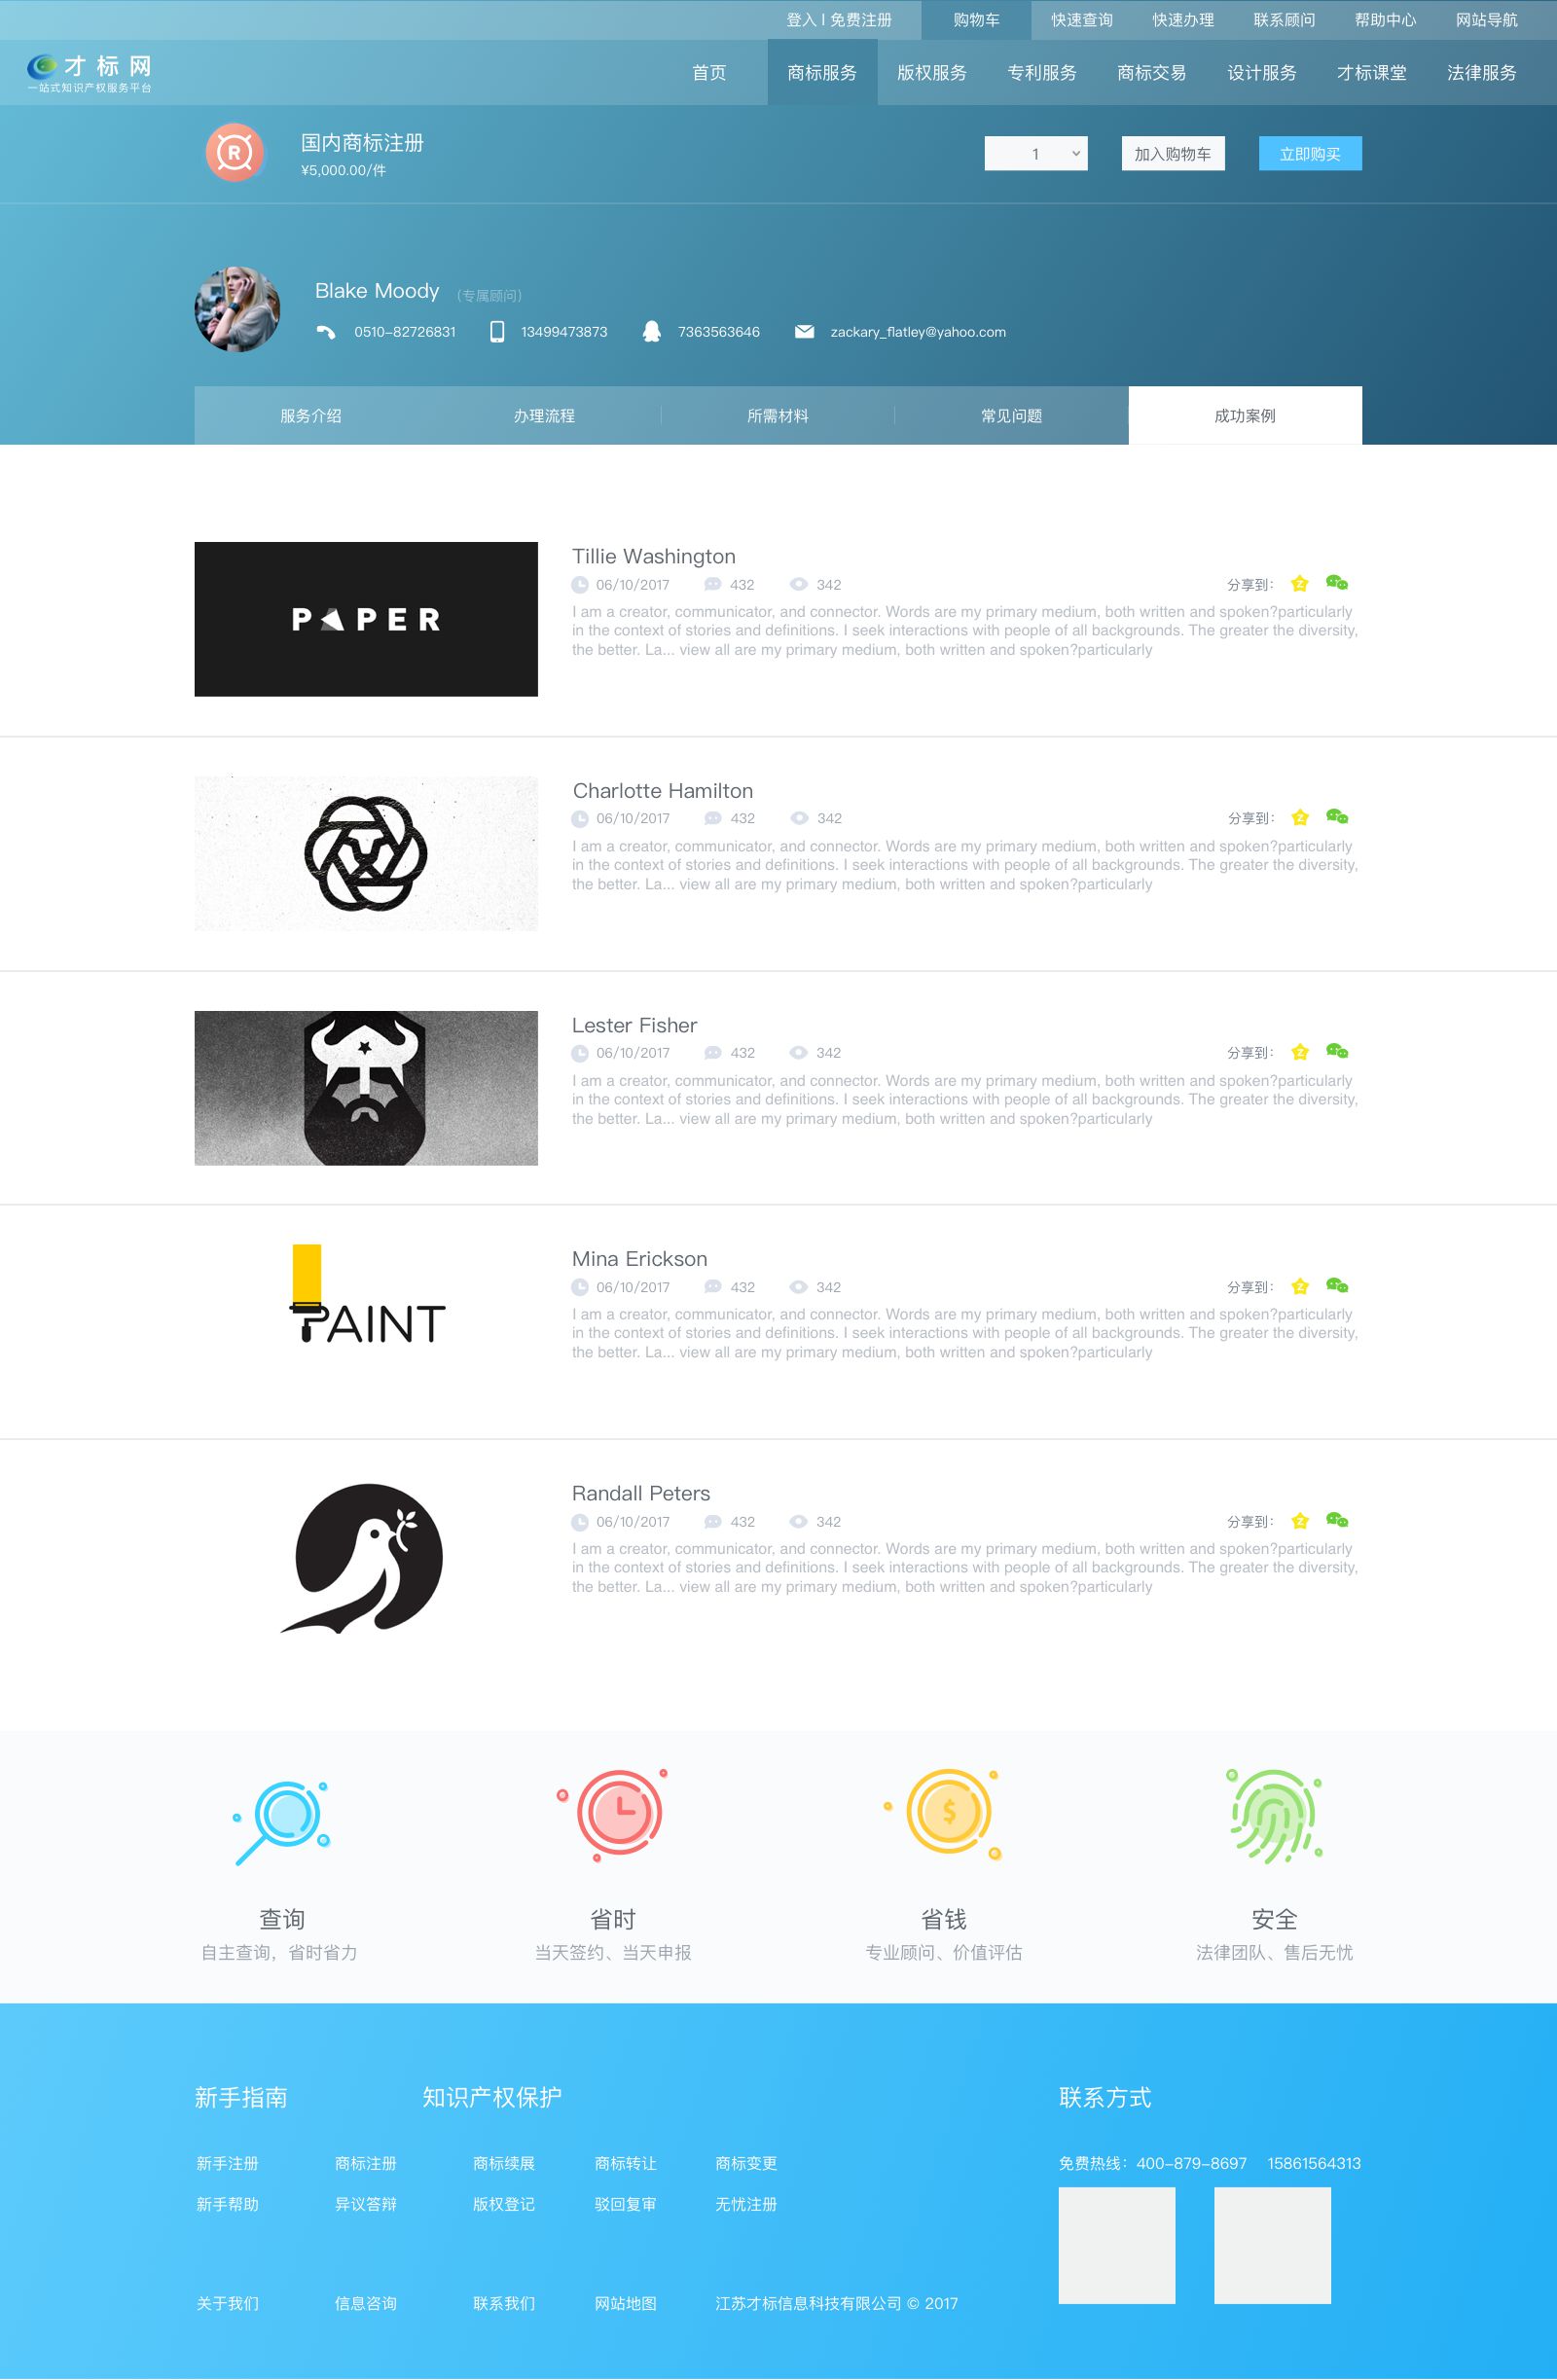 登入 | 免费注册
购物车
快速查询
快速办理
联系顾问
帮助中心
网站导航
才标网
一站式知识产权服务平台
首页
商标服务
版权服务
专利服务
商标交易
设计服务
才标课堂
法律服务
R
国内商标注册
¥5,000.00/件
1
加入购物车
立即购买
Blake Moody (专属顾问)
0510-82726831
13499473873
7363563646
zackary_flatley@yahoo.com
服务介绍
办理流程
所需材料
常见问题
成功案例
PAPER
Tillie Washington
06/10/2017 432 342
分享到：
I am a creator, communicator, and connector. Words are my primary medium, both written and spoken?particularly
in the context of stories and definitions. I seek interactions with people of all backgrounds. The greater the diversity,
the better. La... view all are my primary medium, both written and spoken?particularly
Charlotte Hamilton
06/10/2017 432 342
分享到：
I am a creator, communicator, and connector. Words are my primary medium, both written and spoken?particularly
in the context of stories and definitions. I seek interactions with people of all backgrounds. The greater the diversity,
the better. La... view all are my primary medium, both written and spoken?particularly
Lester Fisher
06/10/2017 432 342
分享到：
I am a creator, communicator, and connector. Words are my primary medium, both written and spoken?particularly
in the context of stories and definitions. I seek interactions with people of all backgrounds. The greater the diversity,
the better. La... view all are my primary medium, both written and spoken?particularly
PAINT
Mina Erickson
06/10/2017 432 342
分享到：
I am a creator, communicator, and connector. Words are my primary medium, both written and spoken?particularly
in the context of stories and definitions. I seek interactions with people of all backgrounds. The greater the diversity,
the better. La... view all are my primary medium, both written and spoken?particularly
Randall Peters
06/10/2017 432 342
分享到：
I am a creator, communicator, and connector. Words are my primary medium, both written and spoken?particularly
in the context of stories and definitions. I seek interactions with people of all backgrounds. The greater the diversity,
the better. La... view all are my primary medium, both written and spoken?particularly
$
查询
自主查询，省时省力
省时
当天签约、当天申报
省钱
专业顾问、价值评估
安全
法律团队、售后无忧
新手指南
知识产权保护
联系方式
新手注册 商标注册 商标续展 商标转让 商标变更
免费热线：400-879-8697 15861564313
新手帮助 异议答辩 版权登记 驳回复审 无忧注册
关于我们 信息咨询 联系我们 网站地图 江苏才标信息科技有限公司 © 2017